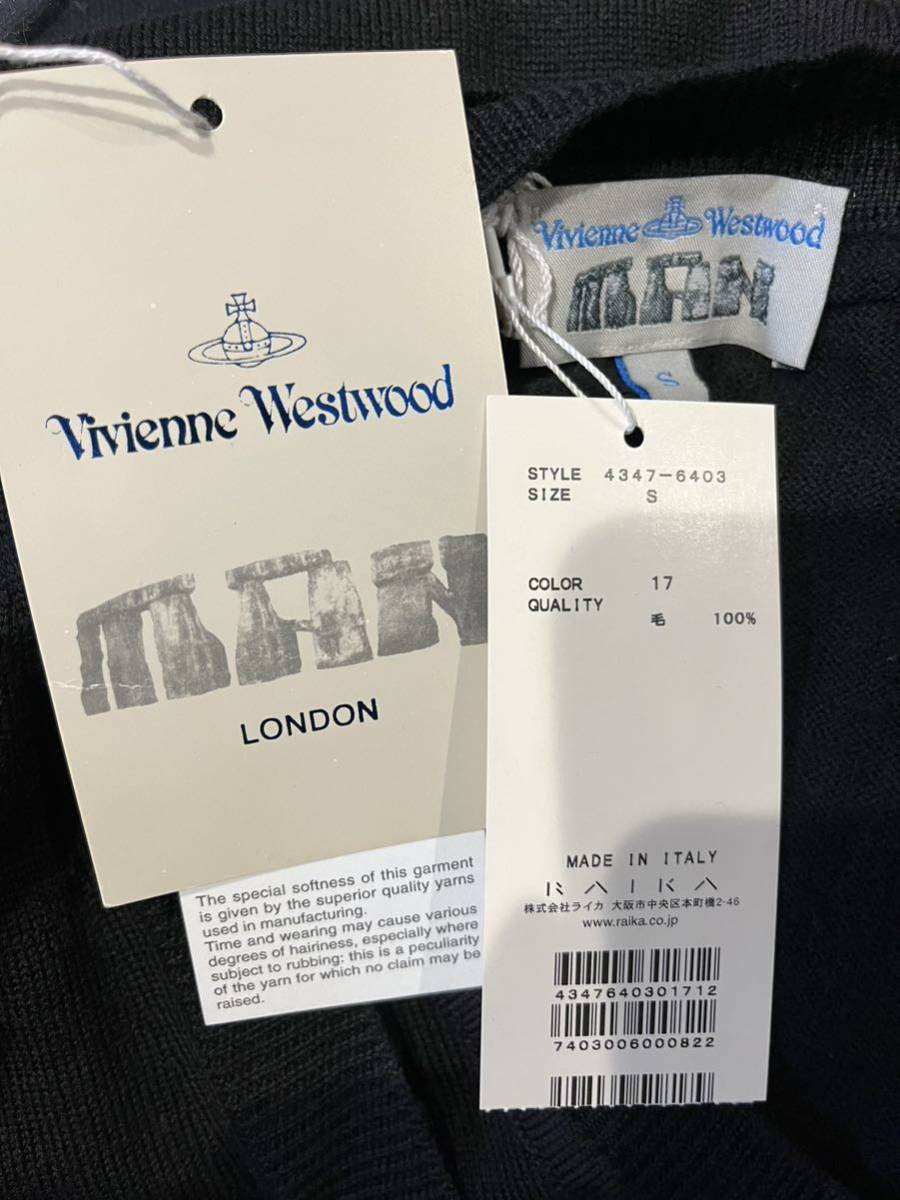 Vivienne Westwood
MAN
LONDON
The special softness of this garment
is given by the superior quality yarns
used in manufacturing.
Time and wearing may cause various
degrees of hairiness, especially where
subject to rubbing: this is a peculiarity
of the yarn for which no claim may be
raised.
Vivienne Westwood
MAN
S
STYLE 4347-6403
SIZE S
COLOR 17
QUALITY
毛 100%
MADE IN ITALY
RAIKA
株式会社ライカ 大阪市中央区本町橋2-46
www.raika.co.jp
4347640301712
7403006000822